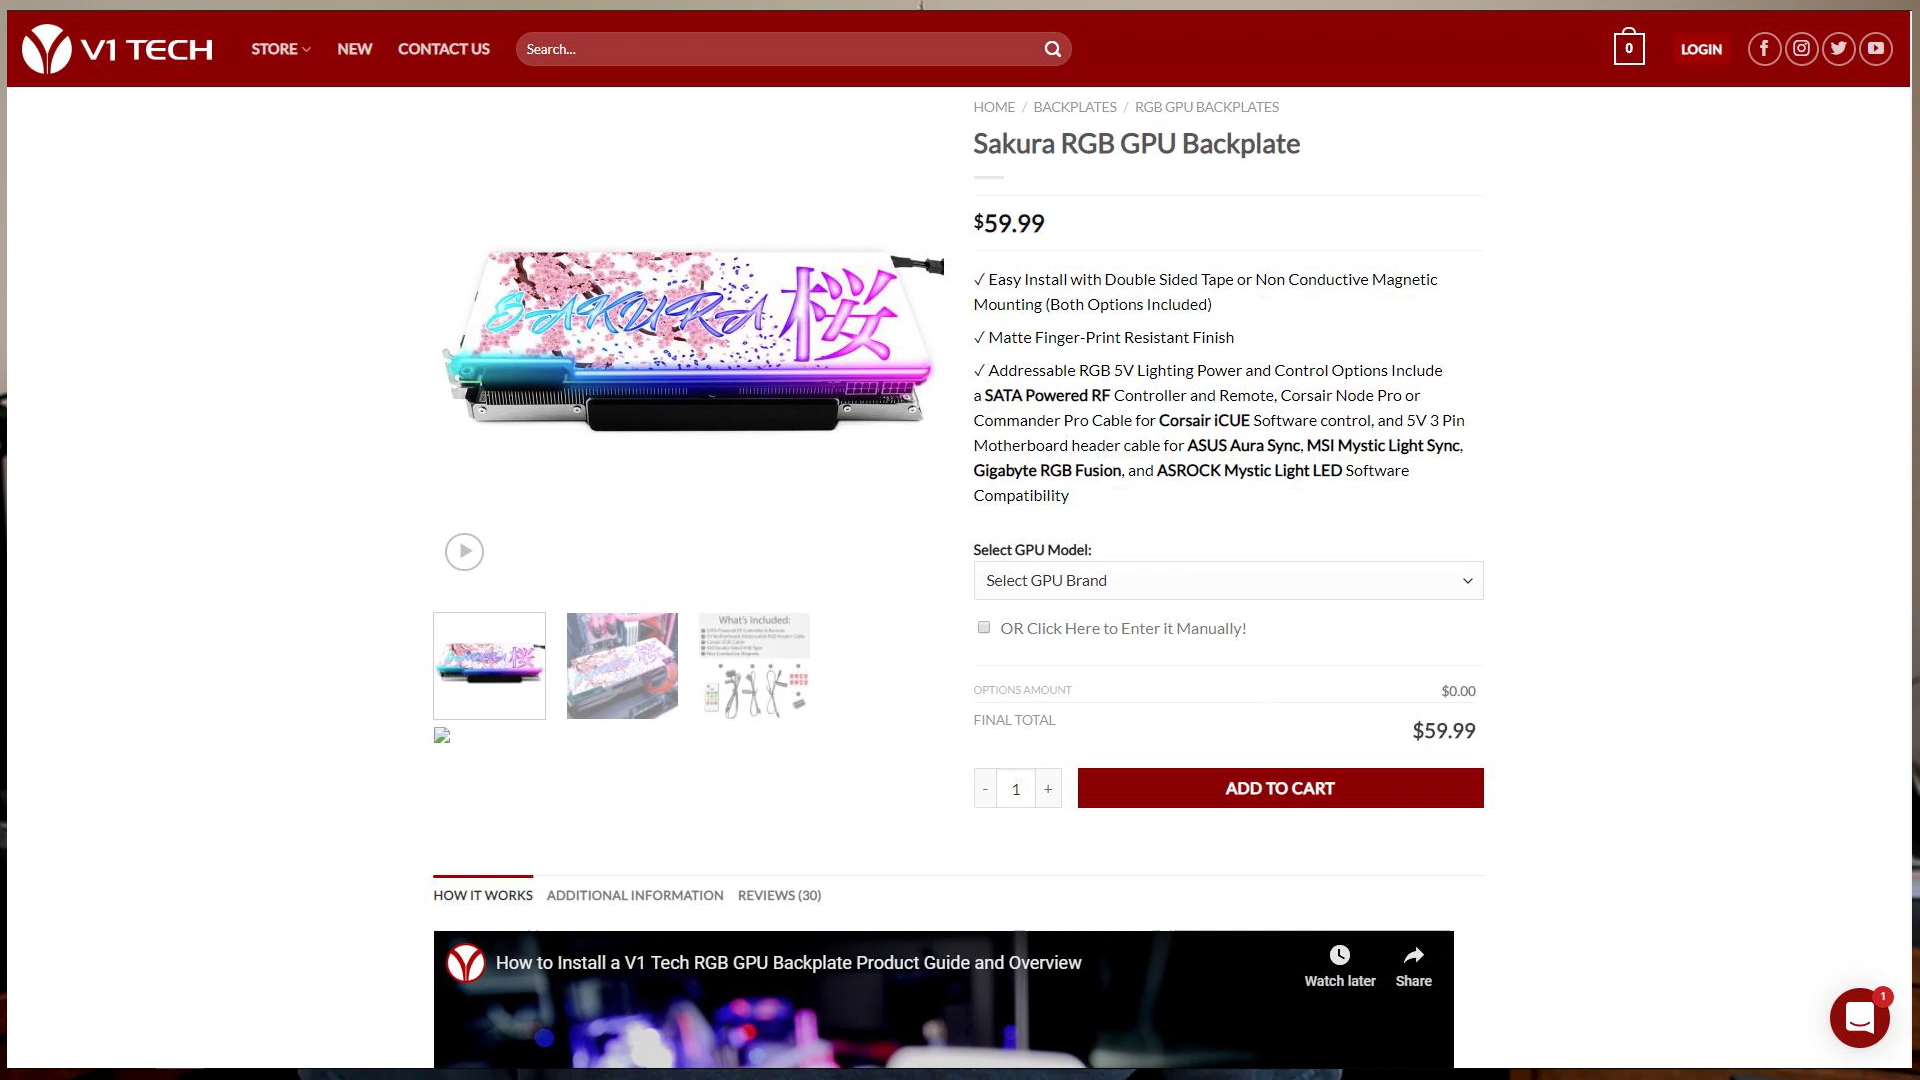 V1 TECH
STORE NEW CONTACT US Search... 0 LOGIN
HOME / BACKPLATES / RGB GPU BACKPLATES
Sakura RGB GPU Backplate
$59.99
SAKURA 桜
✓ Easy Install with Double Sided Tape or Non Conductive Magnetic
Mounting (Both Options Included)
✓ Matte Finger-Print Resistant Finish
✓ Addressable RGB 5V Lighting Power and Control Options Include
a SATA Powered RF Controller and Remote, Corsair Node Pro or
Commander Pro Cable for Corsair iCUE Software control, and 5V 3 Pin
Motherboard header cable for ASUS Aura Sync, MSI Mystic Light Sync,
Gigabyte RGB Fusion, and ASROCK Mystic Light LED Software
Compatibility
Select GPU Model:
Select GPU Brand
OR Click Here to Enter it Manually!
What's Included:
OPTIONS AMOUNT $0.00
FINAL TOTAL $59.99
- 1 + ADD TO CART
HOW IT WORKS ADDITIONAL INFORMATION REVIEWS (30)
How to Install a V1 Tech RGB GPU Backplate Product Guide and Overview
Watch later Share
1